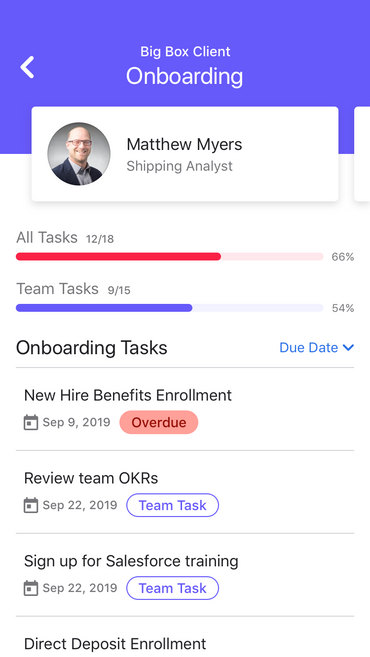 Big Box Client
Onboarding
Matthew Myers
Shipping Analyst
All Tasks 12/18
66%
Team Tasks 9/15
54%
Onboarding Tasks Due Date
New Hire Benefits Enrollment
Sep 9, 2019 Overdue
Review team OKRs
Sep 22, 2019 Team Task
Sign up for Salesforce training
Sep 22, 2019 Team Task
Direct Deposit Enrollment